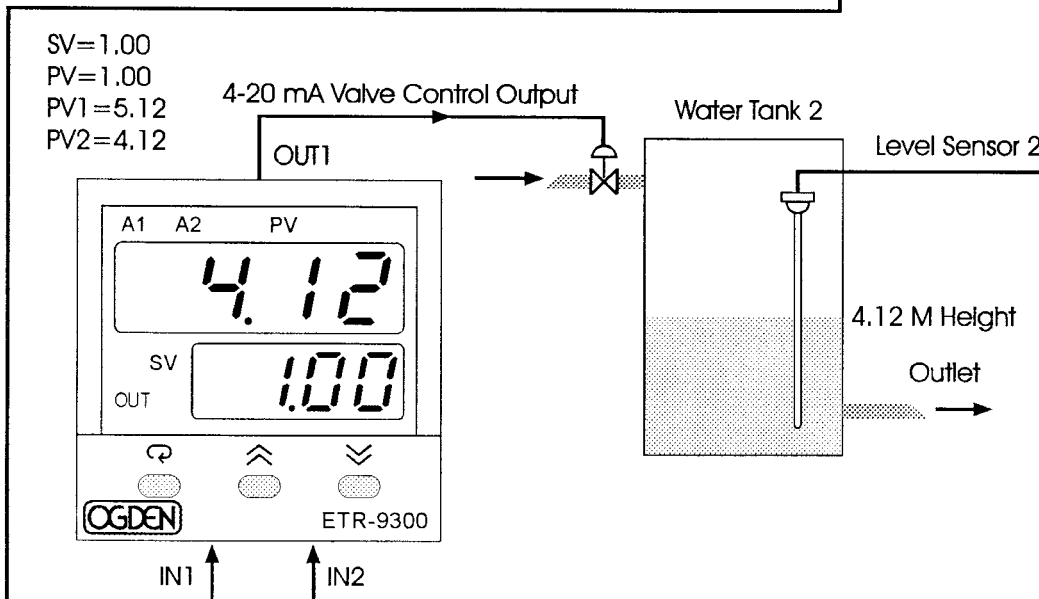 SV=1.00
PV=1.00
PV1=5.12
PV2=4.12
4-20 mA Valve Control Output
OUT1
Water Tank 2
Level Sensor 2
A1 A2 PV
4.12
SV
1.00
OUT
4.12 M Height
Outlet
OGDEN
ETR-9300
IN1
IN2